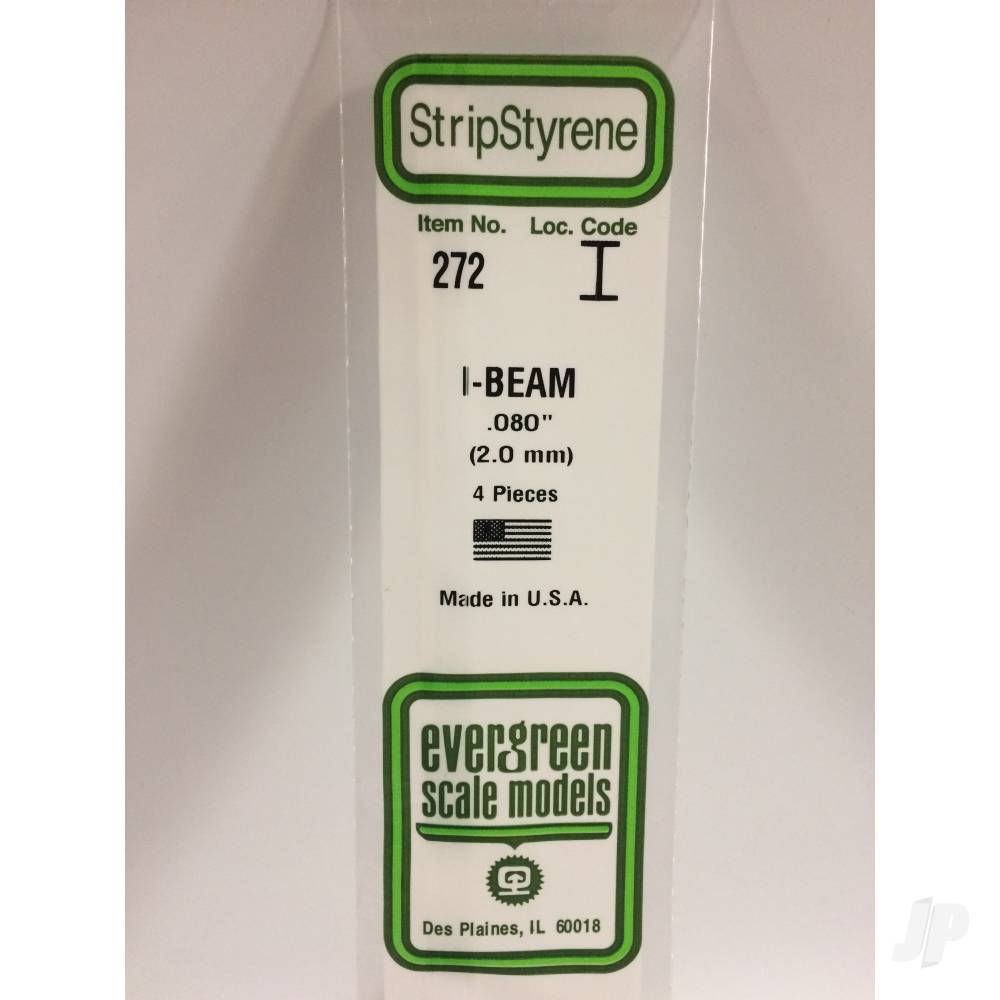 StripStyrene
Item No. Loc. Code
272 I
I-BEAM
.080"
(2.0 mm)
4 Pieces
Made in U.S.A.
evergreen
scale models
Des Plaines, IL 60018
JP